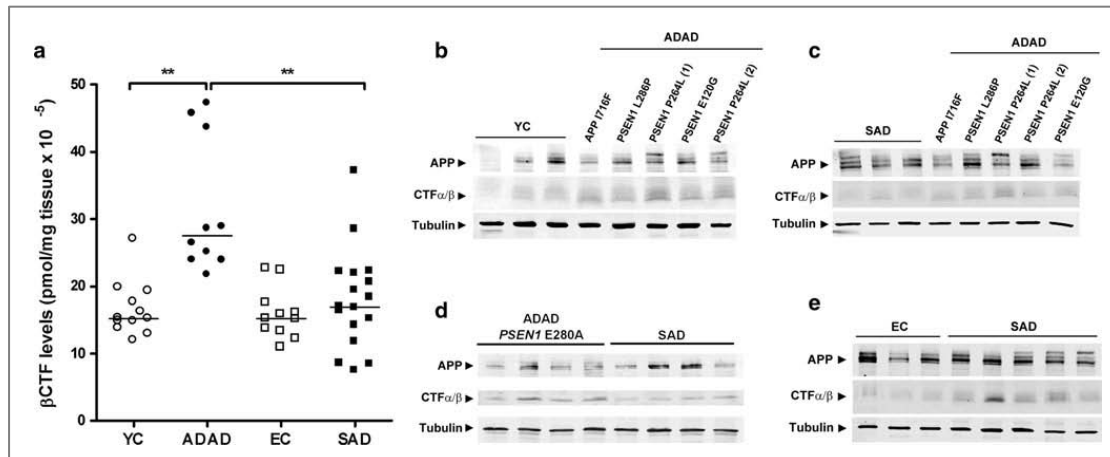 a
βCTF levels (pmol/mg tissue x 10 -5)
50
40
30
20
10
0
**
**
YC
ADAD
EC
SAD
b
ADAD
YC
APP I716F
PSEN1 L286P
PSEN1 P264L (1)
PSEN1 E120G
PSEN1 P264L (2)
APP
CTFα/β
Tubulin
c
ADAD
SAD
APP I716F
PSEN1 L286P
PSEN1 P264L (1)
PSEN1 P264L (2)
PSEN1 E120G
APP
CTFα/β
Tubulin
d
ADAD
PSEN1 E280A
SAD
APP
CTFα/β
Tubulin
e
EC
SAD
APP
CTFα/β
Tubulin